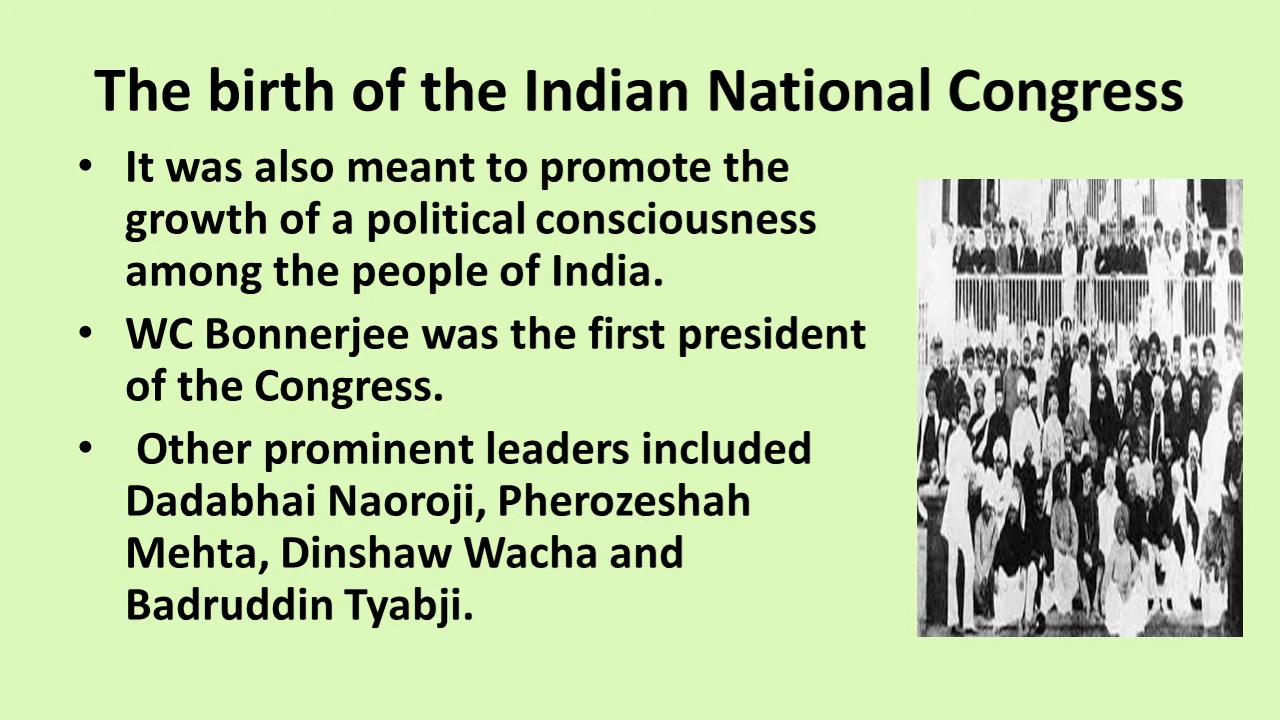 The birth of the Indian National Congress
• It was also meant to promote the
growth of a political consciousness
among the people of India.
• WC Bonnerjee was the first president
of the Congress.
• Other prominent leaders included
Dadabhai Naoroji, Pherozeshah
Mehta, Dinshaw Wacha and
Badruddin Tyabji.